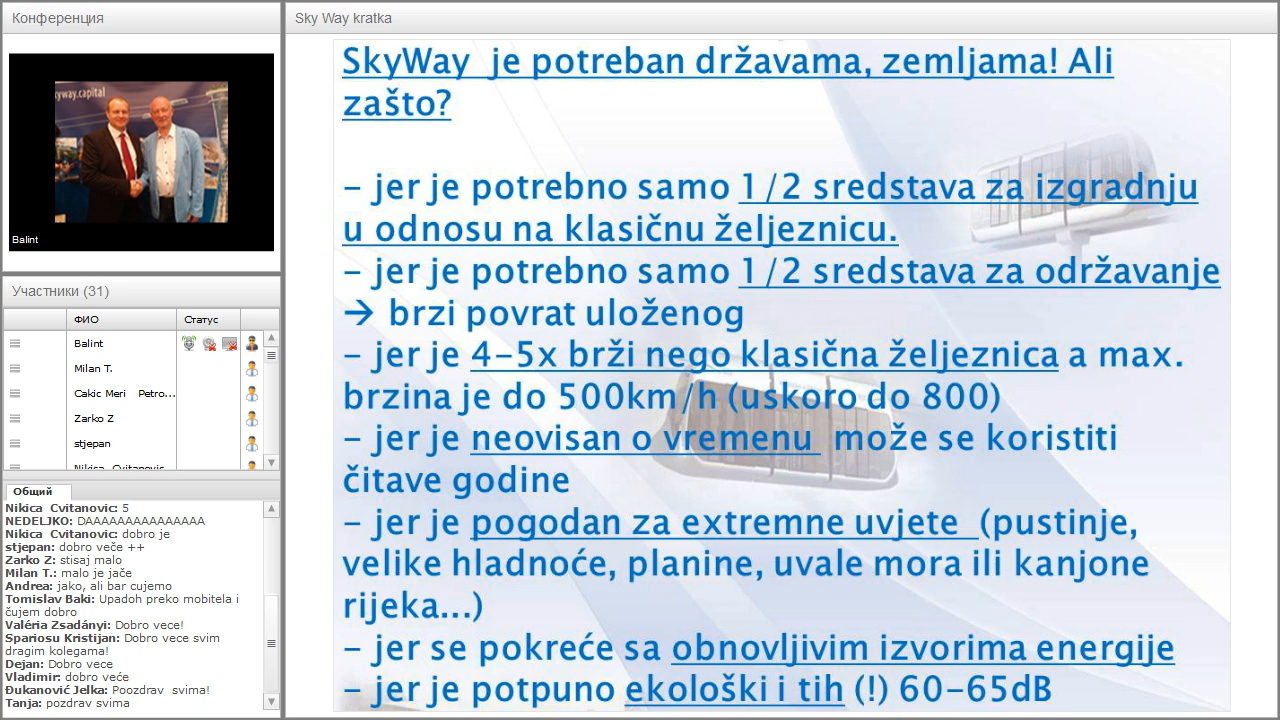 Конференция
kyway.capital
Balint
Участники (31)
ФИО
Статус
Balint
Milan T.
Cakic Meri Petro...
Zarko Z
stjepan
Nikica Cvitanovic
Общий
Nikica Cvitanovic: 5
NEDELJKO: DAAAAAAAAAAAAAAA
Nikica Cvitanovic: dobro je
stjepan: dobro veče ++
Zarko Z: stisaj malo
Milan T.: malo je jače
Andrea: jako, ali bar cujemo
Tomislav Baki: Upadoh preko mobitela i
čujem dobro
Valéria Zsadányi: Dobro vece!
Spariosu Kristijan: Dobro vece svim
dragim kolegama!
Dejan: Dobro vece
Vladimir: dobro veće
Đukanović Jelka: Poozdrav svima!
Tanja: pozdrav svima
Sky Way kratka
SkyWay je potreban državama, zemljama! Ali
zašto?
- jer je potrebno samo 1/2 sredstava za izgradnju
u odnosu na klasičnu željeznicu.
- jer je potrebno samo 1/2 sredstava za održavanje
→ brzi povrat uloženog
- jer je 4-5x brži nego klasična željeznica a max.
brzina je do 500km/h (uskoro do 800)
- jer je neovisan o vremenu može se koristiti
čitave godine
- jer je pogodan za extremne uvjete (pustinje,
velike hladnoće, planine, uvale mora ili kanjone
rijeka...)
- jer se pokreće sa obnovljivim izvorima energije
- jer je potpuno ekološki i tih (!) 60-65dB